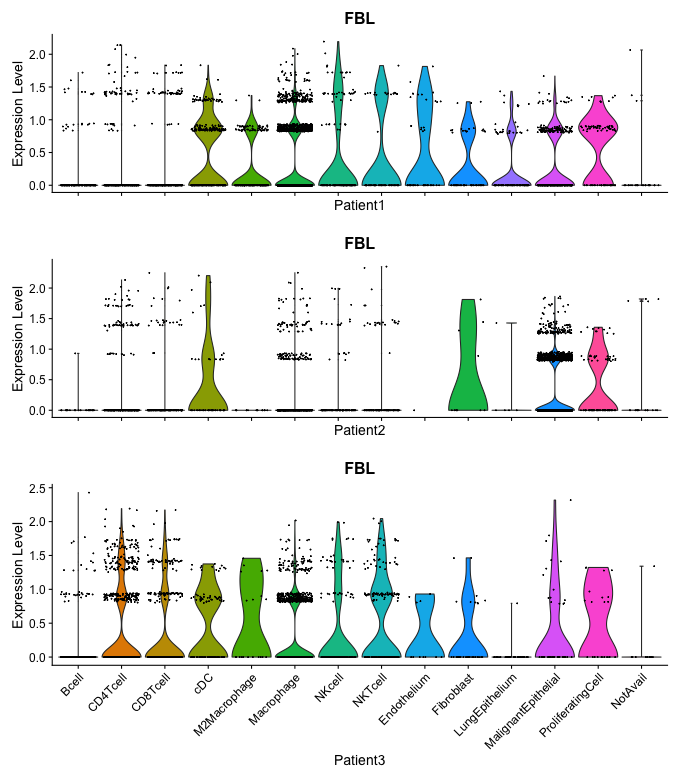 FBL
Expression Level
2.0
1.5
1.0
0.5
0.0
Patient1
FBL
Expression Level
2.0
1.5
1.0
0.5
0.0
Patient2
FBL
Expression Level
2.5
2.0
1.5
1.0
0.5
0.0
Bcell
CD4Tcell
CD8Tcell
cDC
M2Macrophage
Macrophage
NKcell
NKTcell
Endothelium
Fibroblast
LungEpithelium
MalignantEpithelial
ProliferatingCell
NotAvail
Patient3